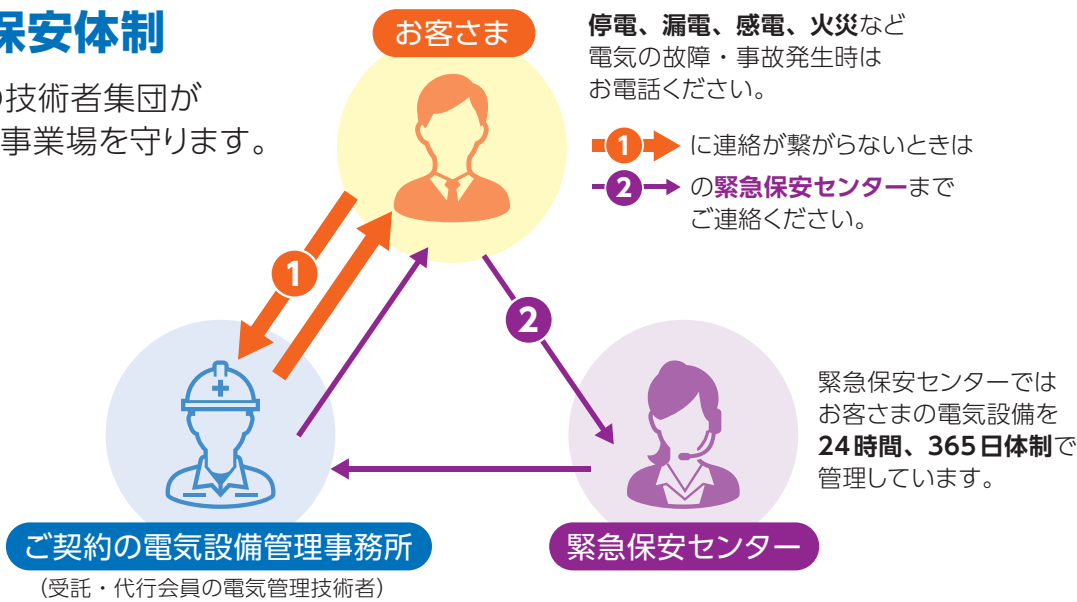 保安体制
の技術者集団が
事業場を守ります。
お客さま
停電、漏電、感電、火災など
電気の故障・事故発生時は
お電話ください。
1 に連絡が繋がらないときは
2 の緊急保安センターまで
ご連絡ください。
1
2
緊急保安センターでは
お客さまの電気設備を
24時間、365日体制で
管理しています。
ご契約の電気設備管理事務所
(受託・代行会員の電気管理技術者)
緊急保安センター